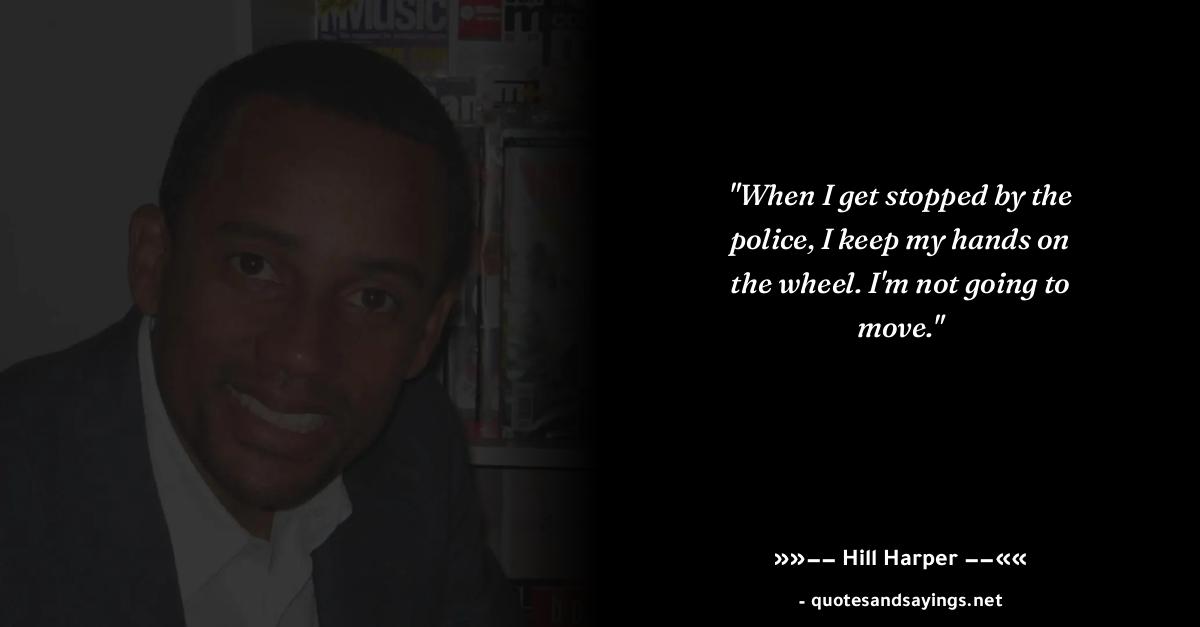 MUSIC
"When I get stopped by the
police, I keep my hands on
the wheel. I'm not going to
move."
»»−− Hill Harper −−««
- quotesandsayings.net